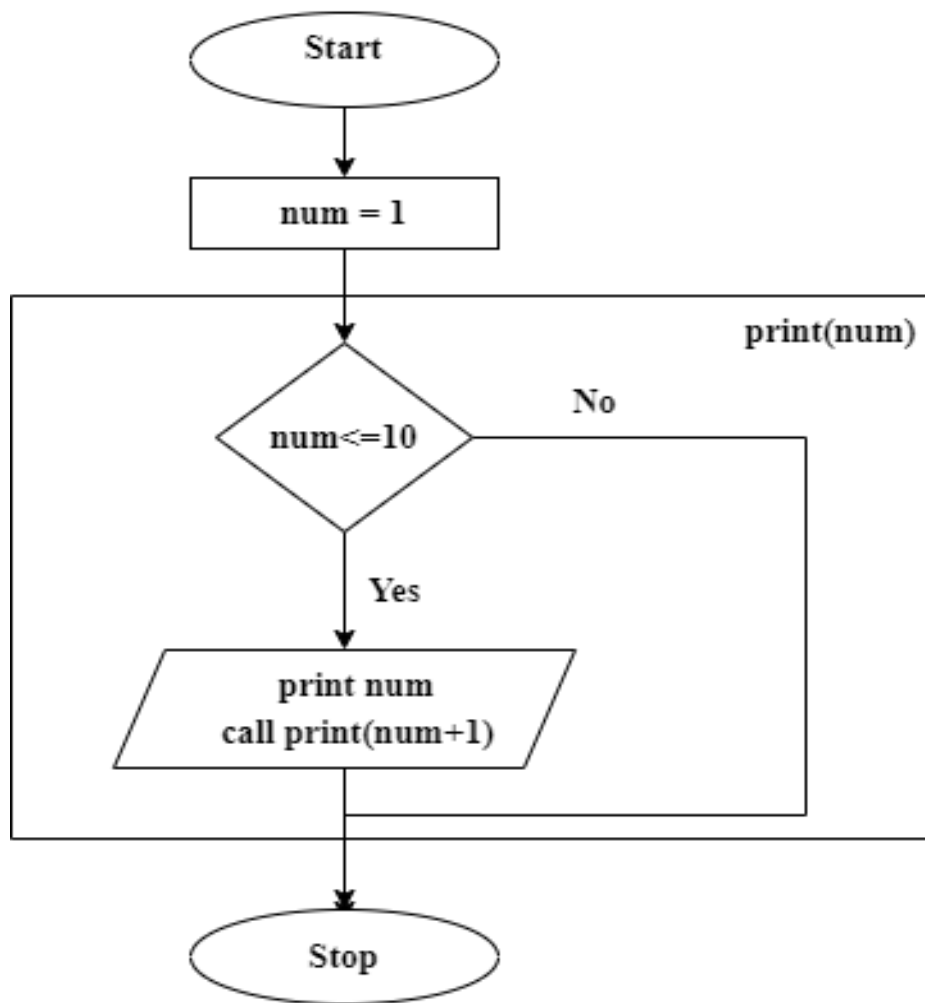 Start
num = 1
print(num)
No
num<=10
Yes
print num
call print(num+1)
Stop